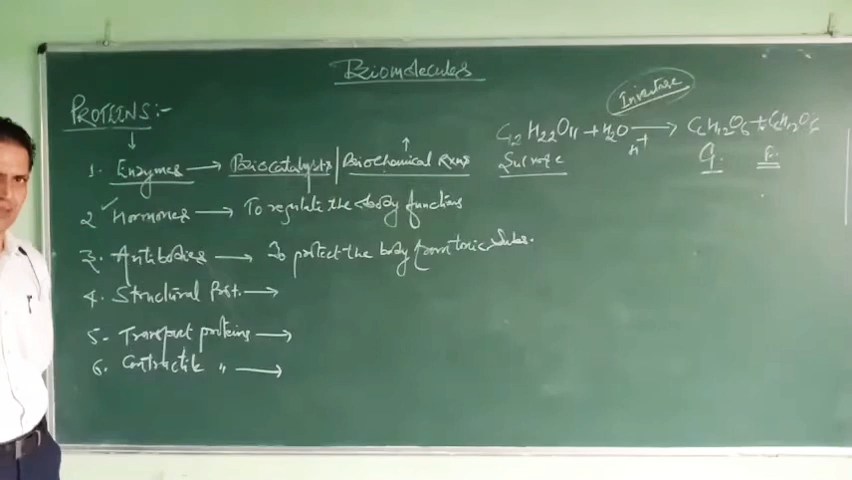 Biomolecules
PROTEINS:-
↓
1. Enzymes → Biocatalysts | Biochemical Rxns ↑
2 ✓ Hormones → To regulate the body functions
3. Antibodies → To protect the body from toxic Subs.
4. Structural Prot. →
5- Transport proteins →
6. Contractile " →
Invertase
C12H22O11 + H2O → C6H12O6 + C6H12O6
H+
Sucrose G. F.